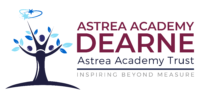 ASTREA ACADEMY
DEARNE
Astrea Academy Trust
INSPIRING BEYOND MEASURE